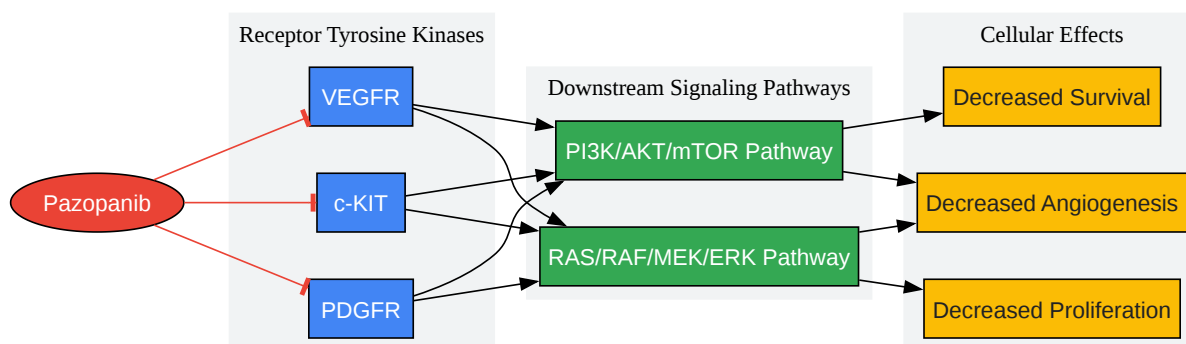 Receptor Tyrosine Kinases
Cellular Effects
VEGFR
Downstream Signaling Pathways
Decreased Survival
PI3K/AKT/mTOR Pathway
Pazopanib
c-KIT
Decreased Angiogenesis
RAS/RAF/MEK/ERK Pathway
PDGFR
Decreased Proliferation